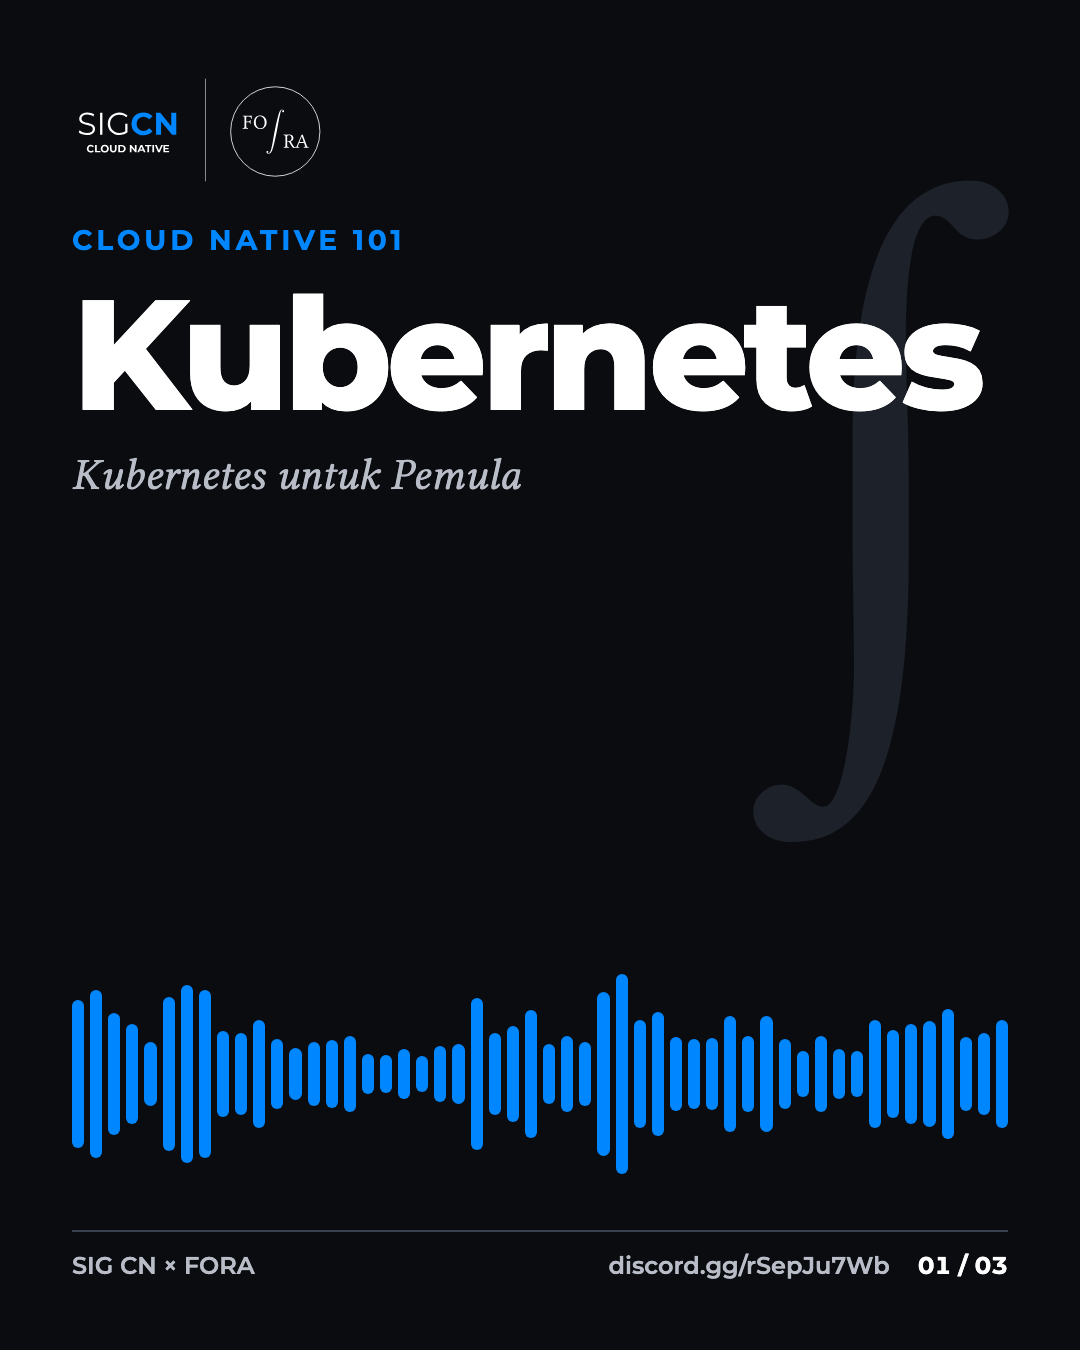 SIGCN
CLOUD NATIVE
FO∫RA
CLOUD NATIVE 101
Kubernetes
Kubernetes untuk Pemula
SIG CN × FORA
discord.gg/rSepJu7Wb
01 / 03